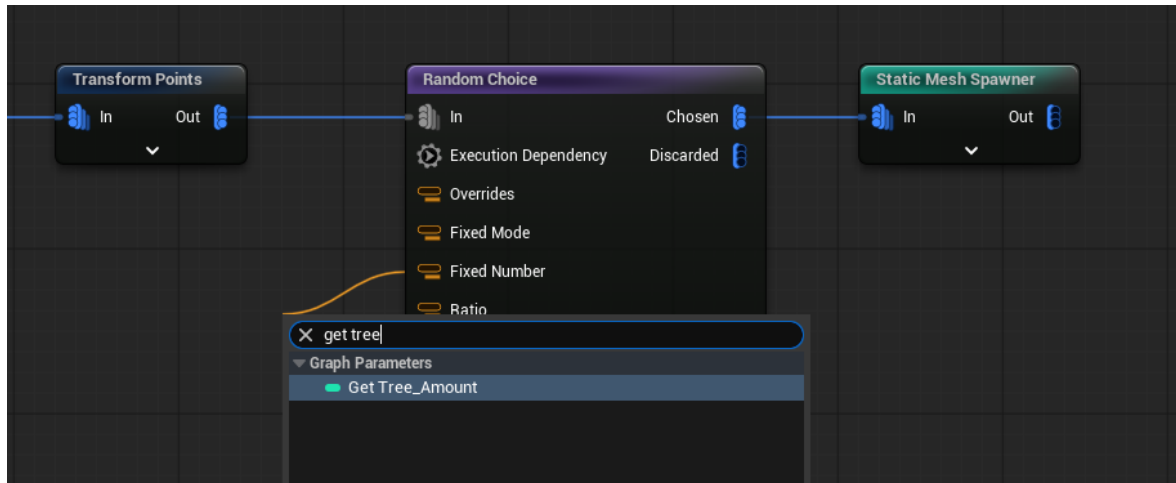 Transform Points
In
Out
Random Choice
In
Chosen
Execution Dependency
Discarded
Overrides
Fixed Mode
Fixed Number
Ratio
Static Mesh Spawner
In
Out
get tree
Graph Parameters
Get Tree_Amount